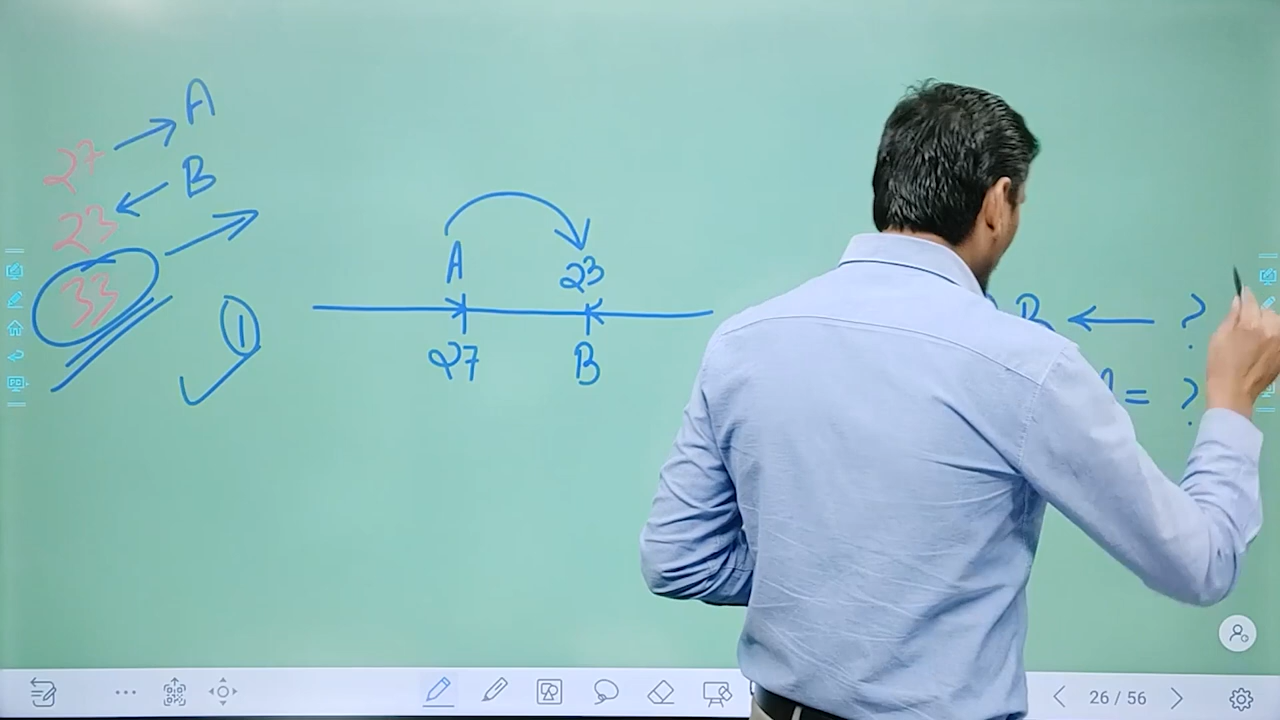 A
27
B
23
33
①
A 23
27 B
B ← ?
= ?
26 / 56